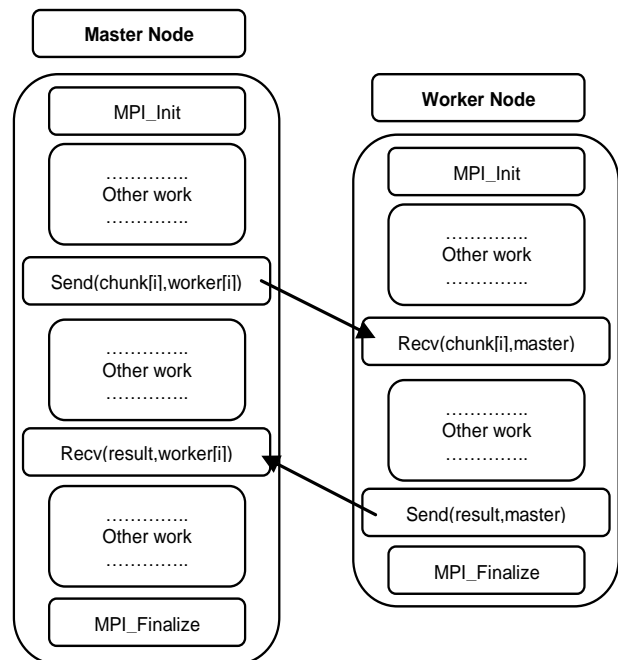 Master Node
MPI_Init
…………..
Other work
…………..
Send(chunk[i],worker[i])
…………..
Other work
…………..
Recv(result,worker[i])
…………..
Other work
…………..
MPI_Finalize
Worker Node
MPI_Init
…………..
Other work
…………..
Recv(chunk[i],master)
…………..
Other work
…………..
Send(result,master)
MPI_Finalize